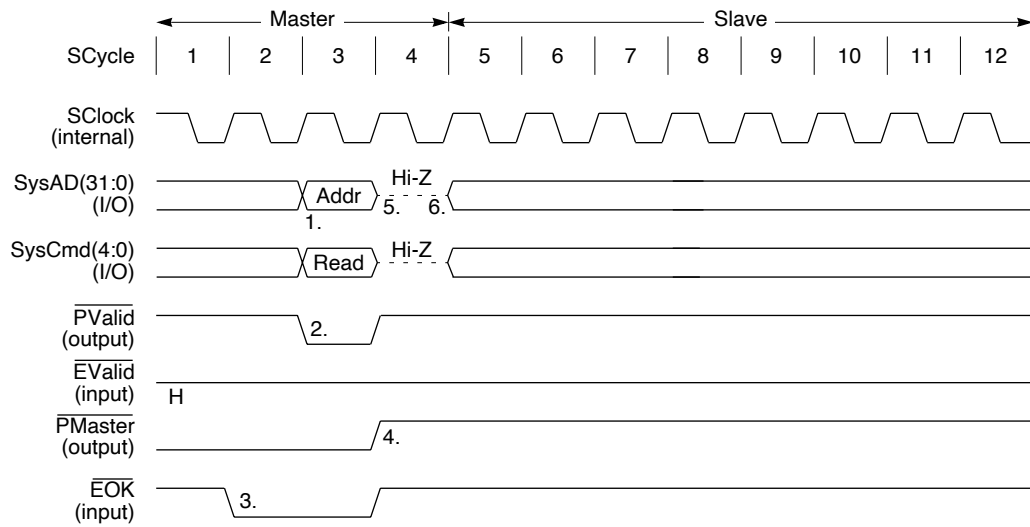 Master Slave
SCycle 1 2 3 4 5 6 7 8 9 10 11 12
SClock
(internal)
SysAD(31:0)
(I/O)
Addr Hi-Z
1. 5. 6.
SysCmd(4:0)
(I/O)
Read Hi-Z
PValid
(output)
2.
EValid
(input)
H
PMaster
(output)
4.
EOK
(input)
3.